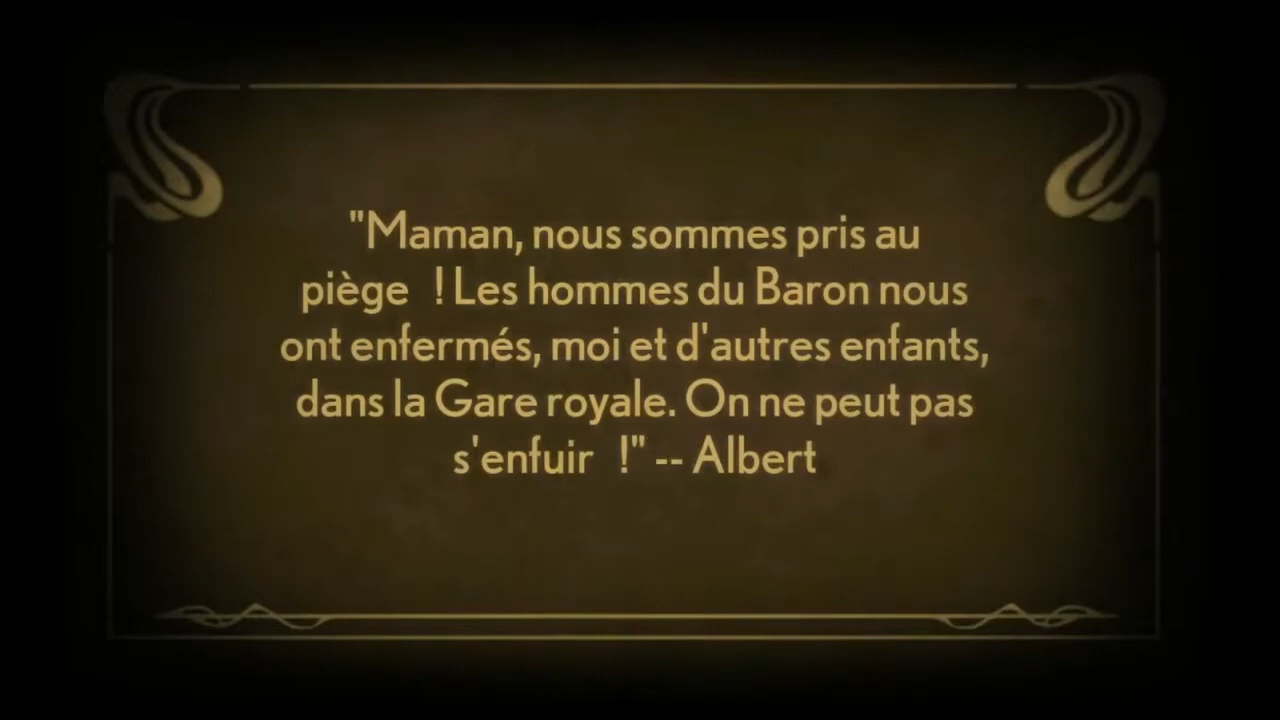 "Maman, nous sommes pris au
piège  ! Les hommes du Baron nous
ont enfermés, moi et d'autres enfants,
dans la Gare royale. On ne peut pas
s'enfuir  !" -- Albert